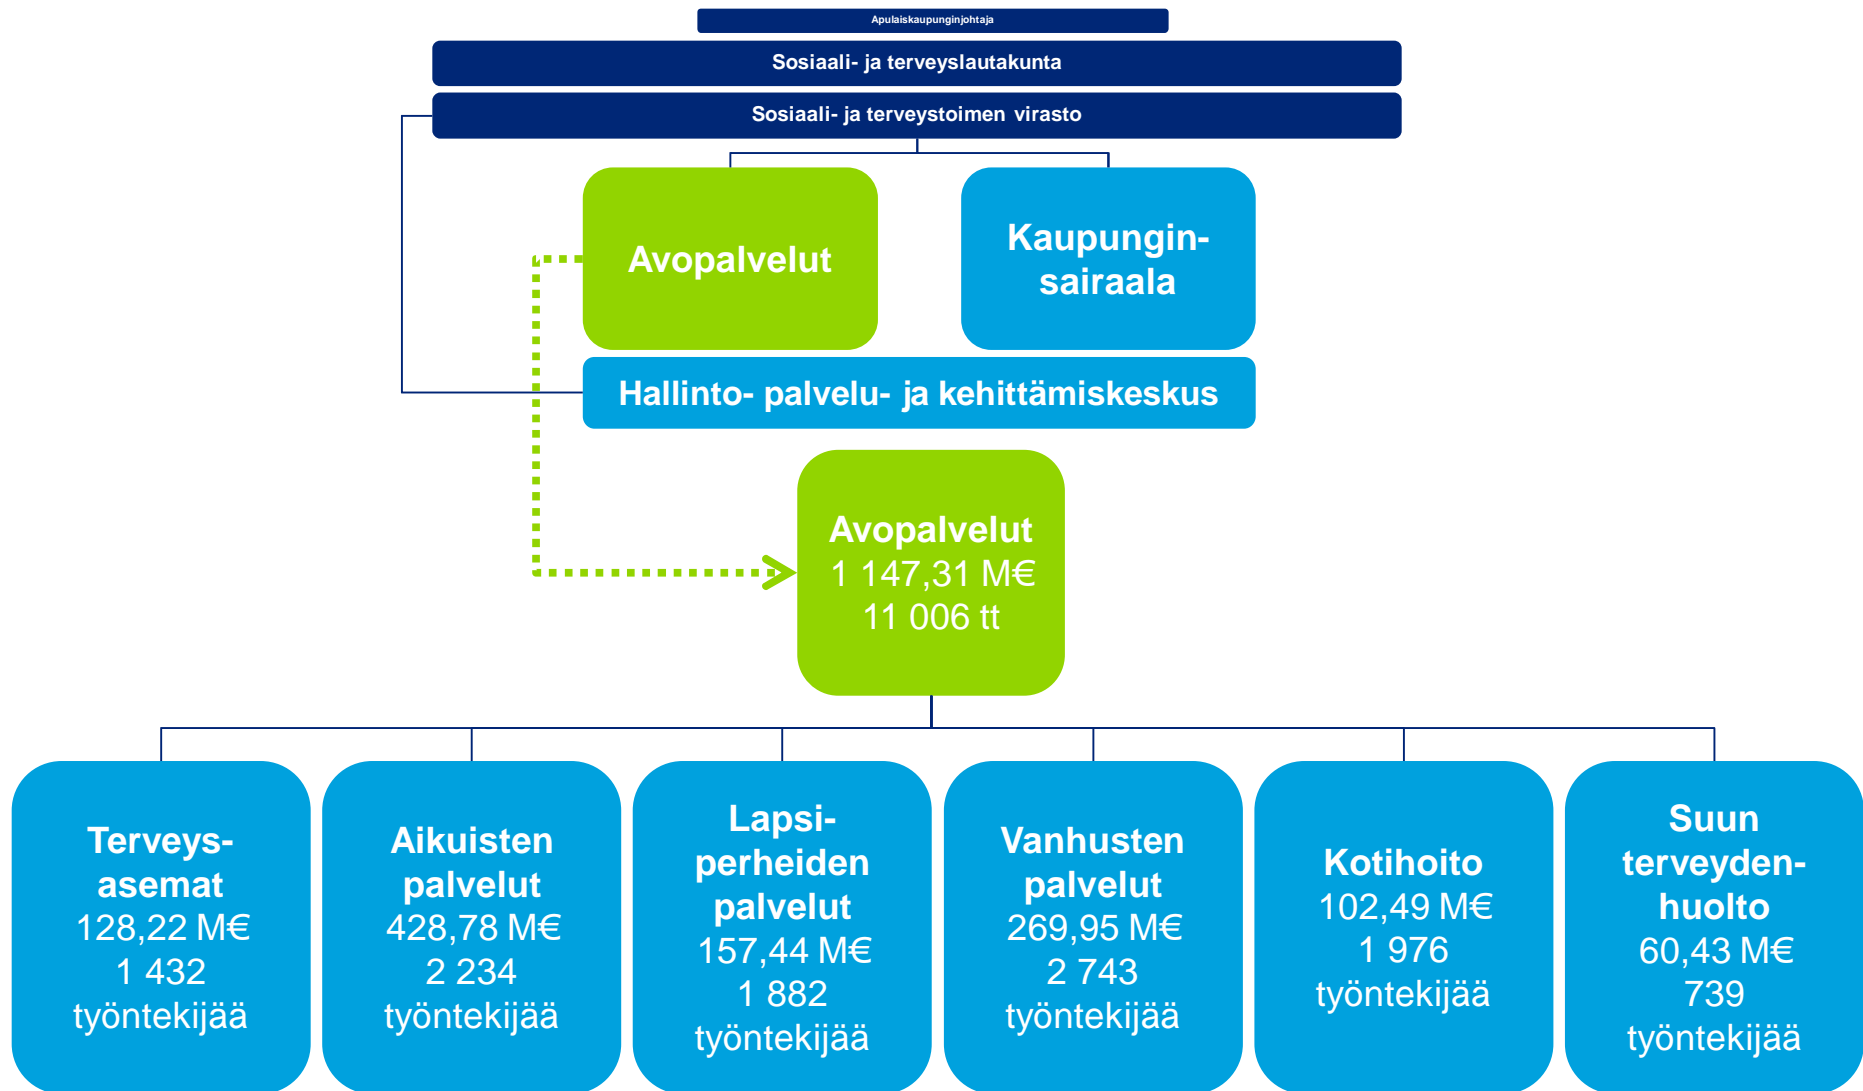 Apulaiskaupunginjohtaja
Sosiaali- ja terveyslautakunta
Sosiaali- ja terveystoimen virasto
Avopalvelut
Kaupungin-
sairaala
Hallinto- palvelu- ja kehittämiskeskus
Avopalvelut
1 147,31 M€
11 006 tt
Terveys-
asemat
128,22 M€
1 432
työntekijää
Aikuisten
palvelut
428,78 M€
2 234
työntekijää
Lapsi-
perheiden
palvelut
157,44 M€
1 882
työntekijää
Vanhusten
palvelut
269,95 M€
2 743
työntekijää
Kotihoito
102,49 M€
1 976
työntekijää
Suun
terveyden-
huolto
60,43 M€
739
työntekijää